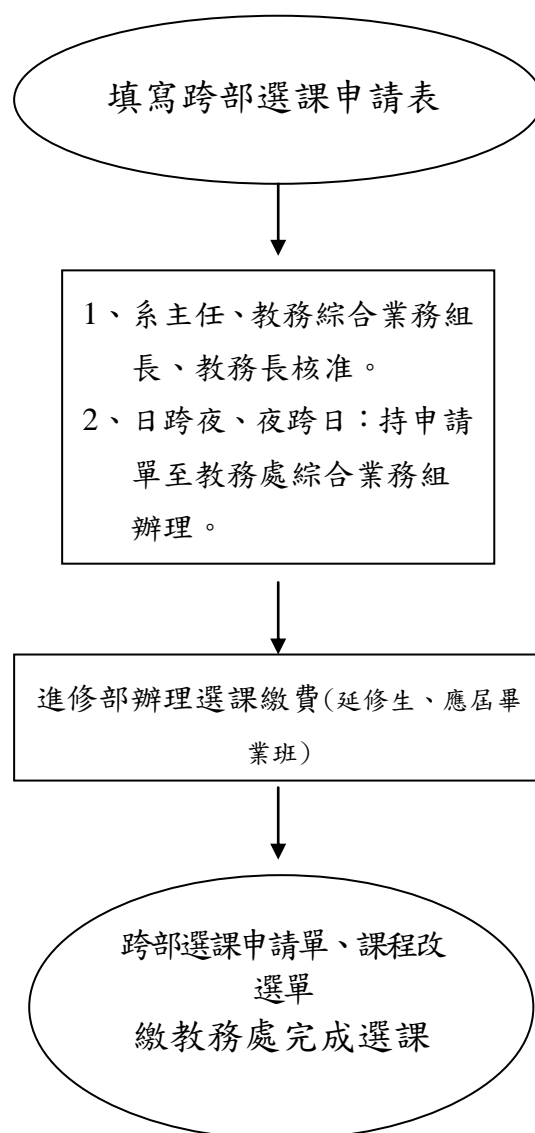 填寫跨部選課申請表
1、系主任、教務綜合業務組
長、教務長核准。
2、日跨夜、夜跨日：持申請
單至教務處綜合業務組
辦理。
進修部辦理選課繳費(延修生、應屆畢
業班)
跨部選課申請單、課程改
選單
繳教務處完成選課